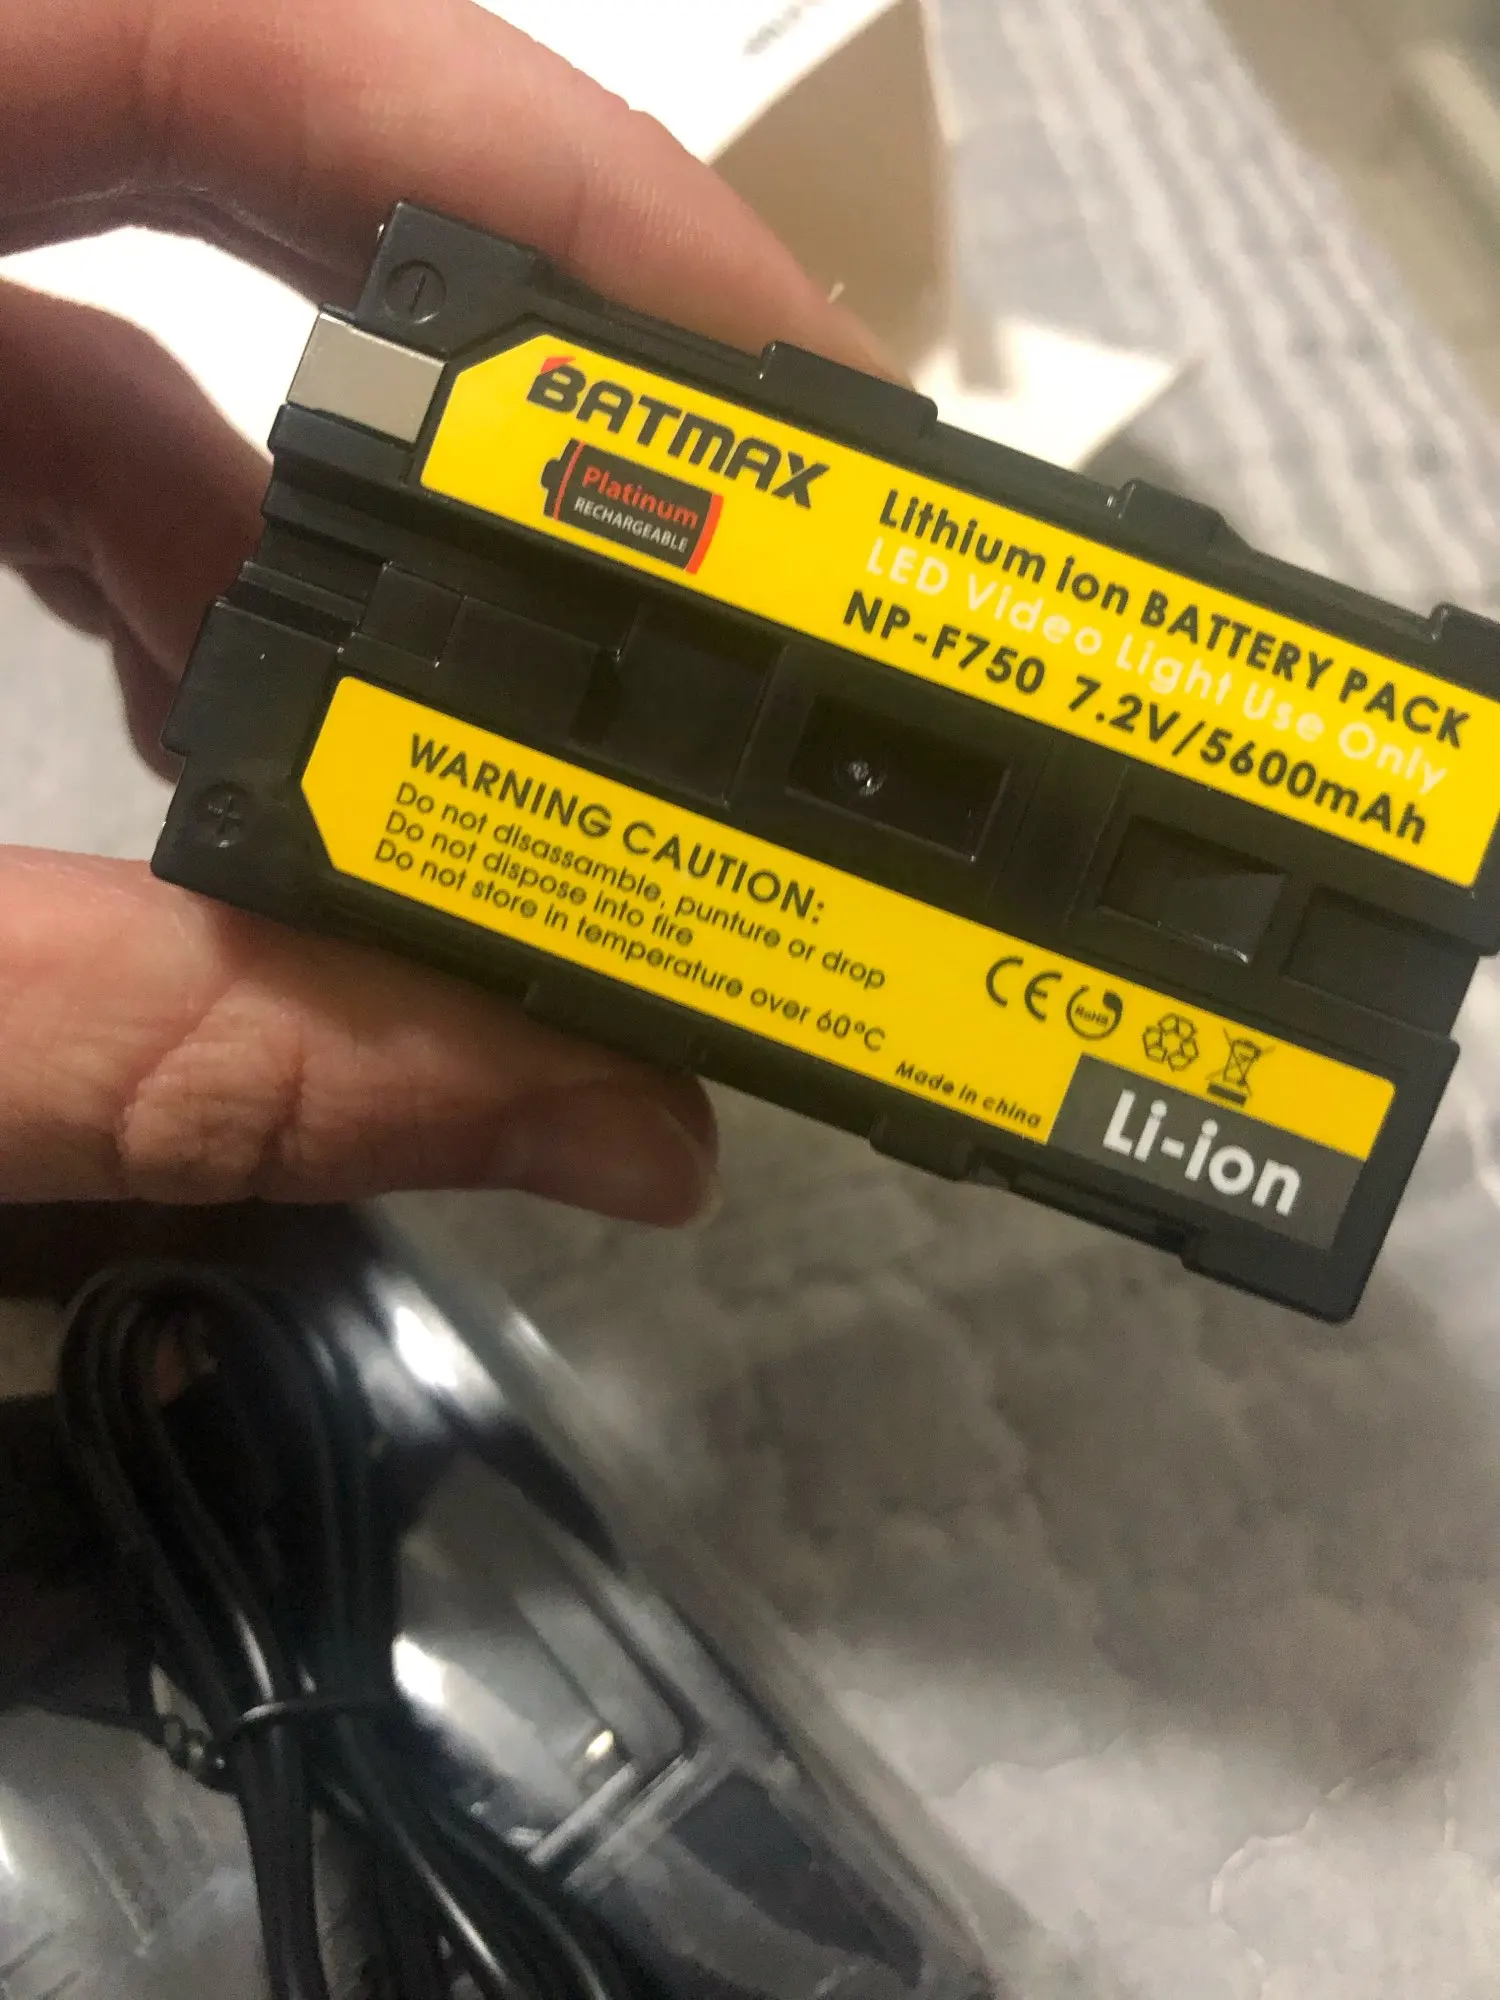 BATMAX
Platinum
RECHARGEABLE
Lithium ion BATTERY PACK
LED Video Light Use Only
NP-F750 7.2V/5600mAh
WARNING CAUTION:
Do not disassamble, punture or drop
Do not dispose into fire
Do not store in temperature over 60°C
Made in china
CE
RoHS
Li-ion